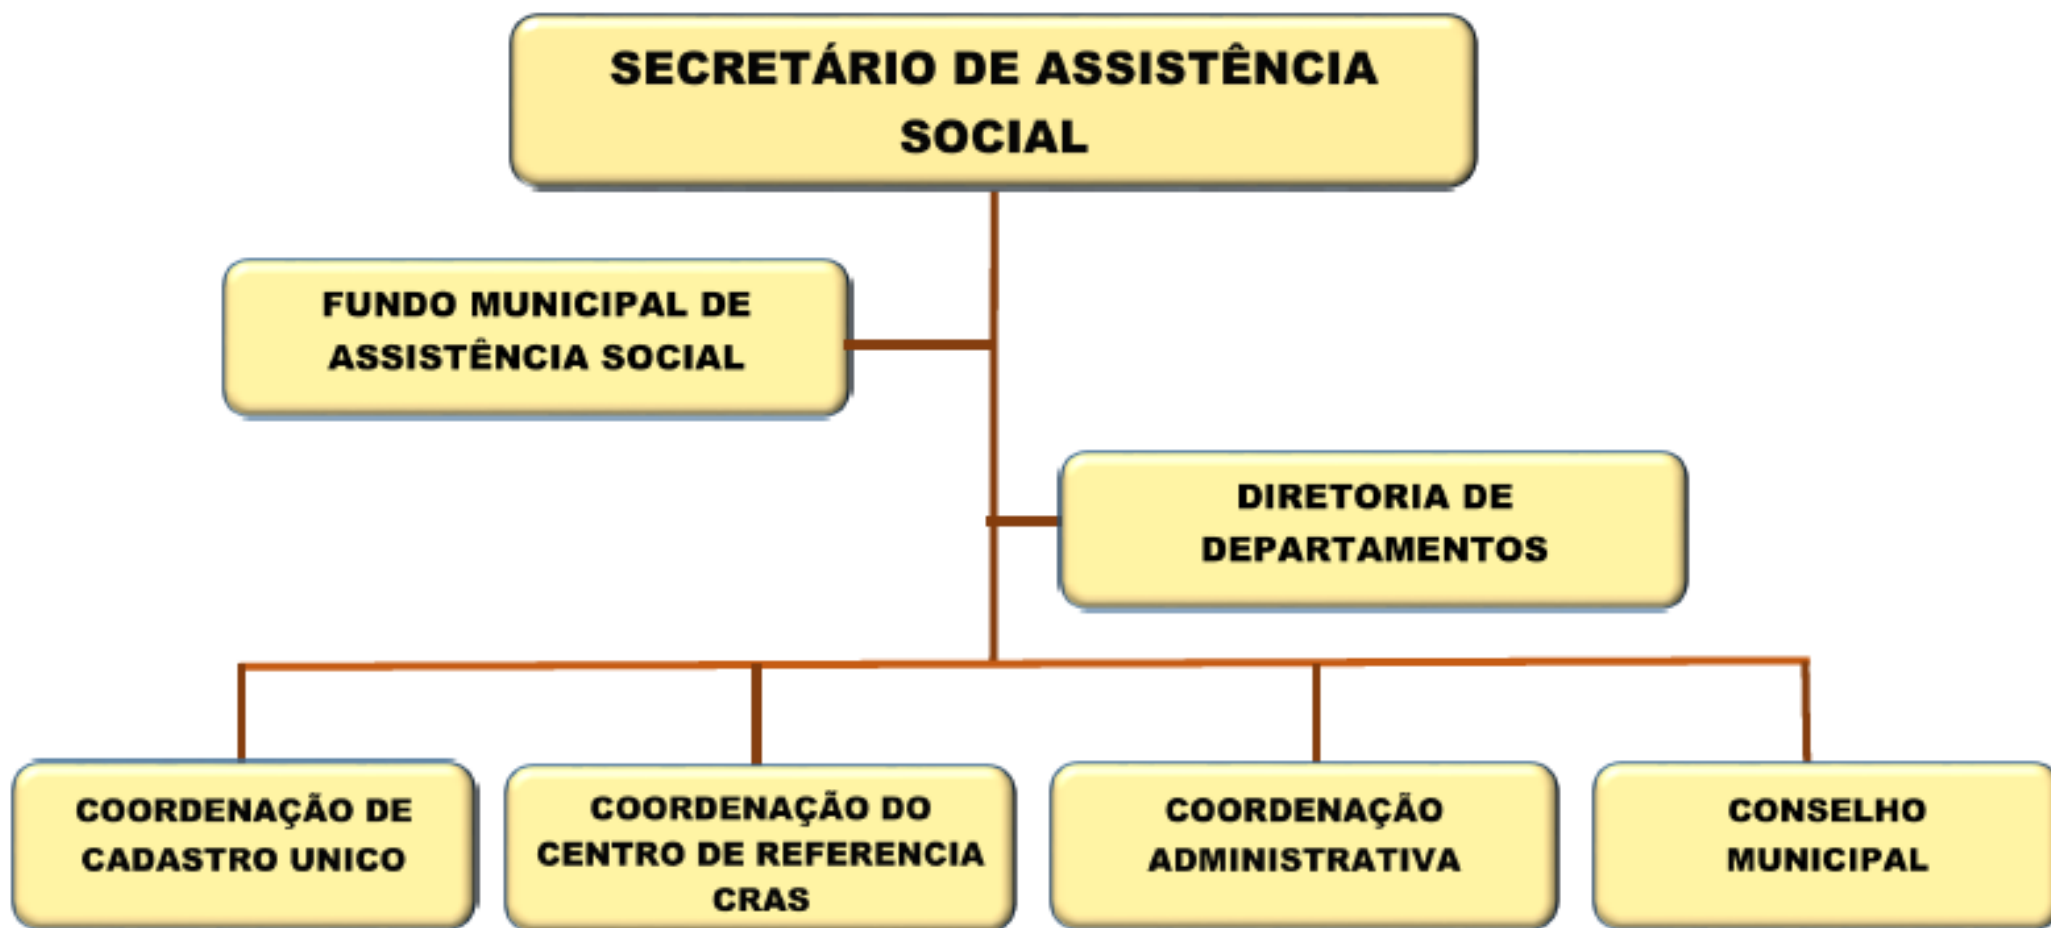 SECRETÁRIO DE ASSISTÊNCIA
SOCIAL
FUNDO MUNICIPAL DE
ASSISTÊNCIA SOCIAL
DIRETORIA DE
DEPARTAMENTOS
COORDENAÇÃO DE
CADASTRO UNICO
COORDENAÇÃO DO
CENTRO DE REFERENCIA
CRAS
COORDENAÇÃO
ADMINISTRATIVA
CONSELHO
MUNICIPAL